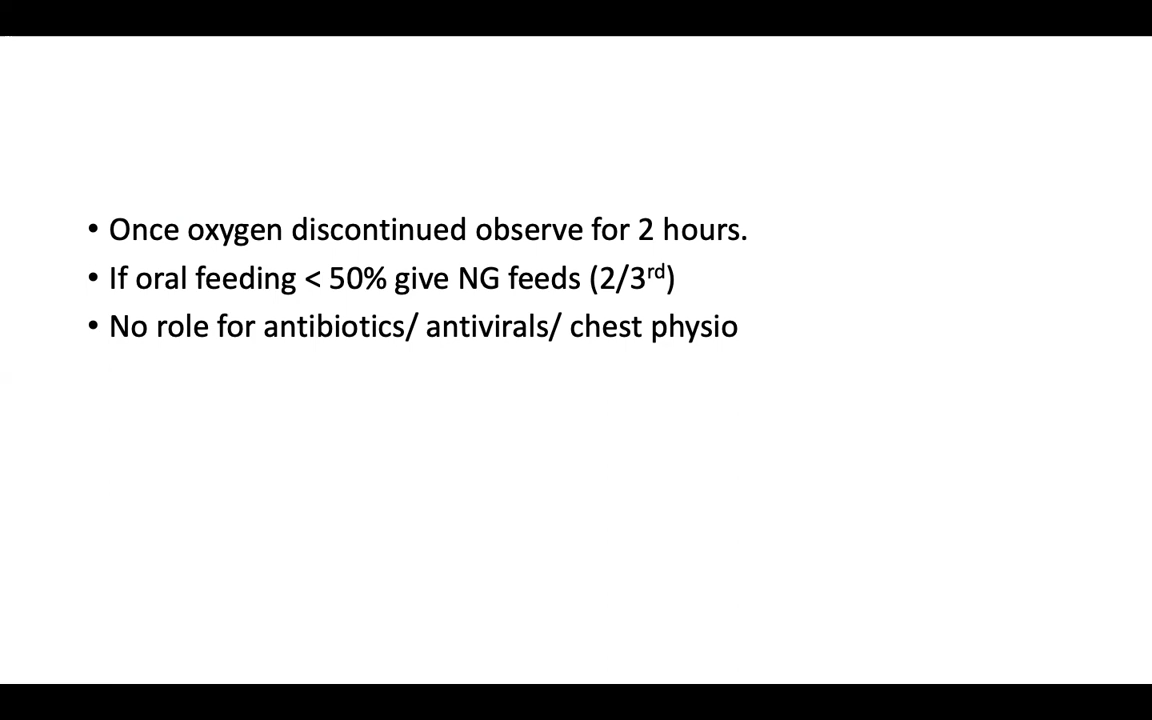 • Once oxygen discontinued observe for 2 hours.
• If oral feeding < 50% give NG feeds (2/3rd)
• No role for antibiotics/ antivirals/ chest physio